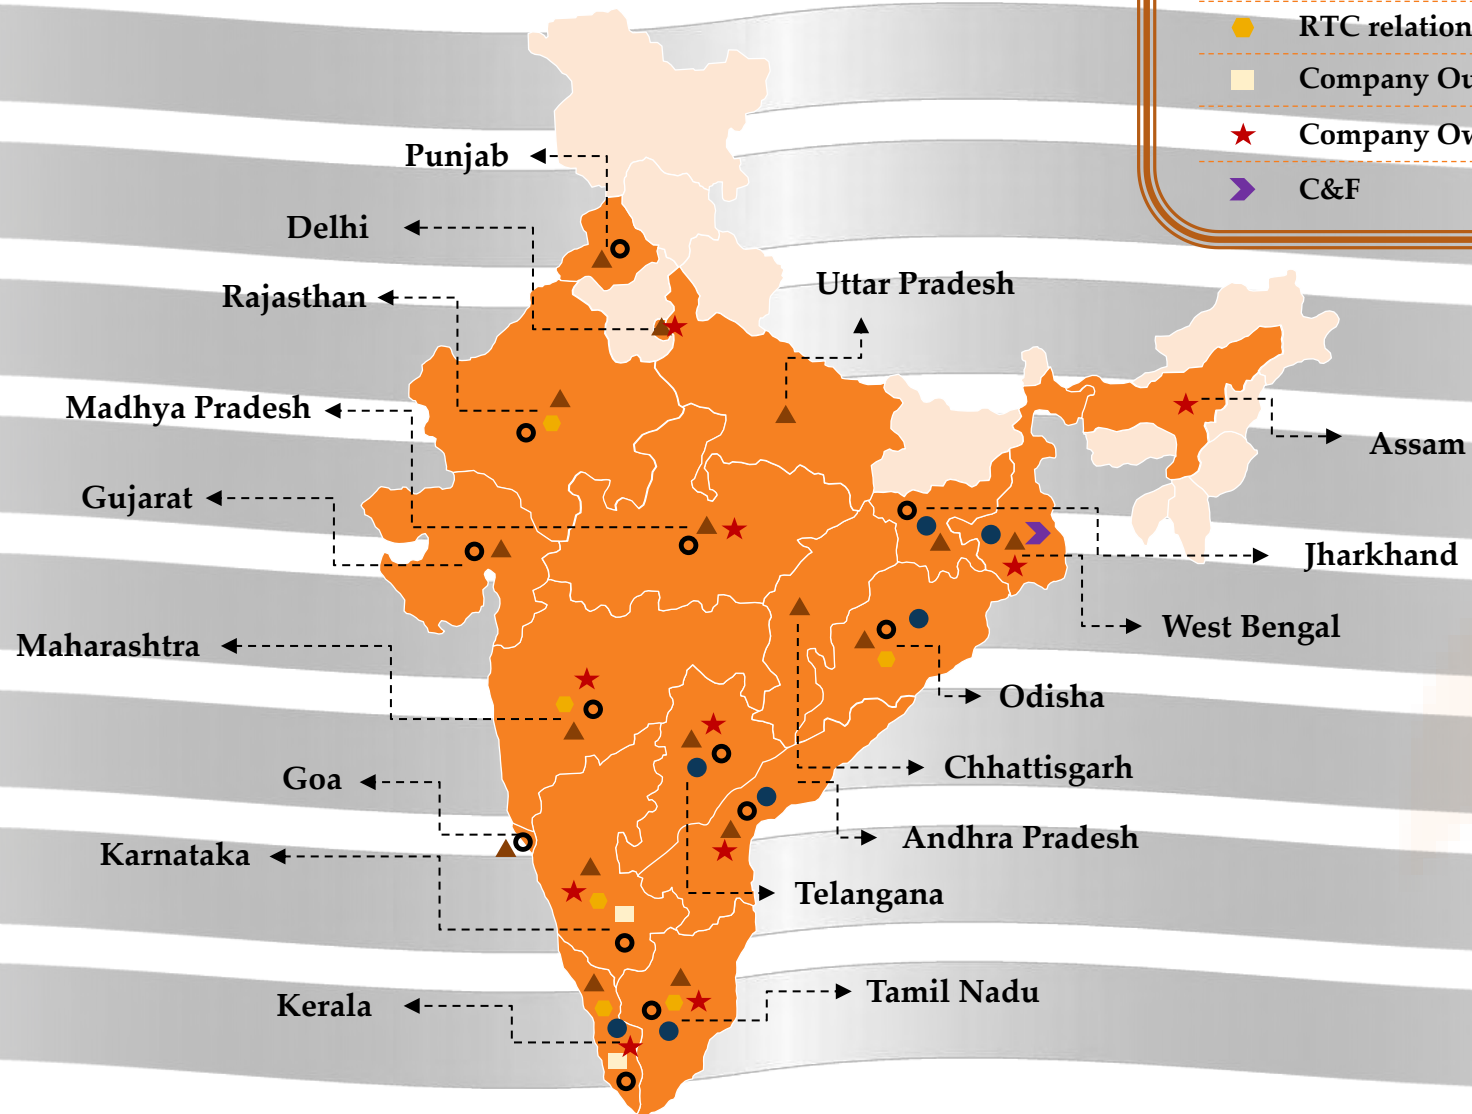 RTC relation
Company Ou
Company Ow
C&F
Punjab
Delhi
Rajasthan
Uttar Pradesh
Madhya Pradesh
Assam
Gujarat
Jharkhand
West Bengal
Maharashtra
Odisha
Chhattisgarh
Goa
Andhra Pradesh
Karnataka
Telangana
Tamil Nadu
Kerala